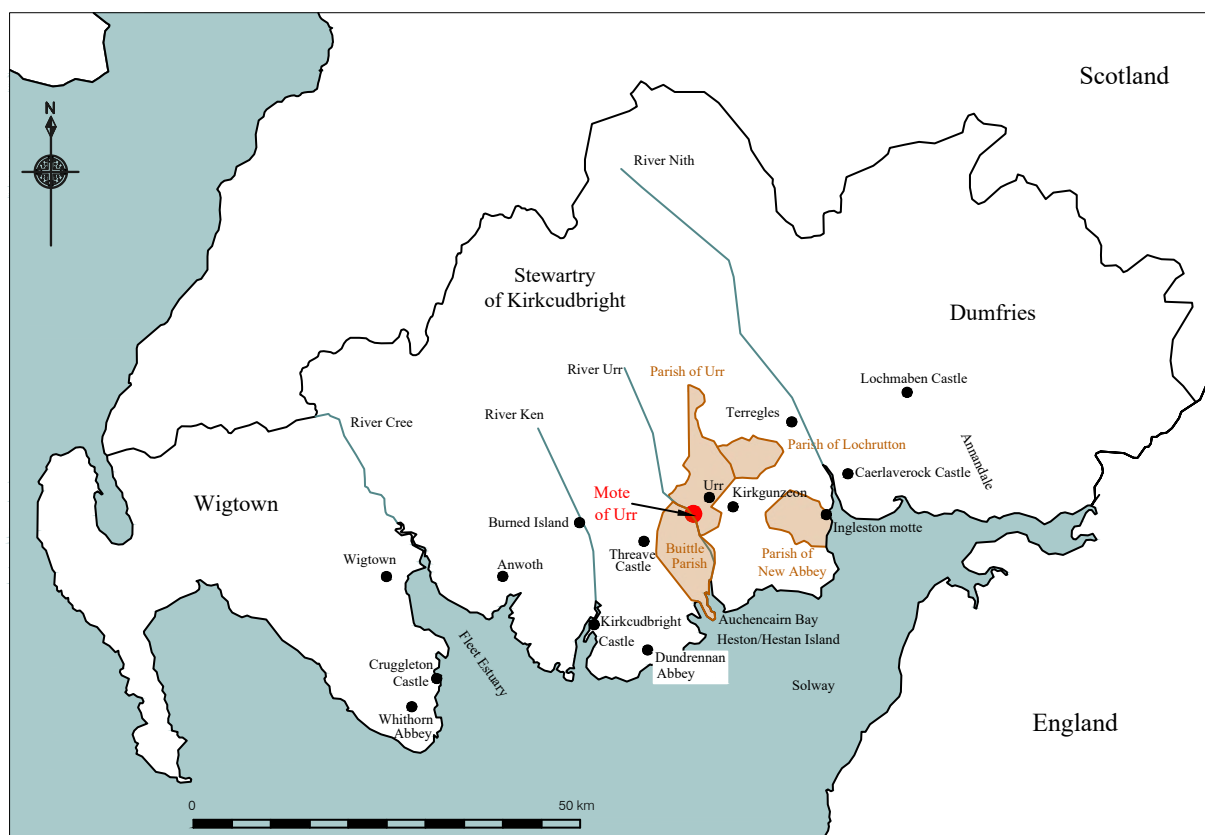 Scotland
N
River Nith
Stewartry
of Kirkcudbright
Dumfries
River Urr
Parish of Urr
Lochmaben Castle
River Ken
Terregles
River Cree
Parish of Lochrutton
Annandale
Caerlaverock Castle
Wigtown
Mote
of Urr
Urr
Kirkgunzeon
Burned Island
Ingleston motte
Threave
Castle
Buittle
Parish
Parish of
New Abbey
Wigtown
Anwoth
Kirkcudbright
Castle
Auchencairn Bay
Heston/Hestan Island
Fleet Estuary
Dundrennan
Abbey
Cruggleton
Castle
Solway
Whithorn
Abbey
England
0
50 km